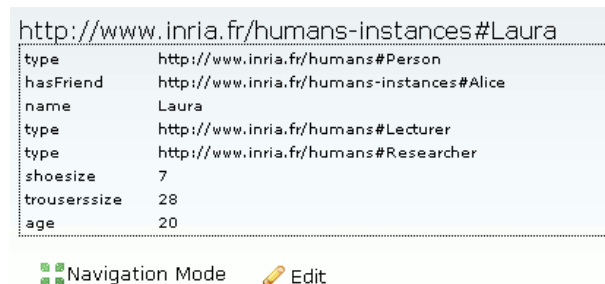 http://www.inria.fr/humans-instances#Laura
type http://www.inria.fr/humans#Person
hasFriend http://www.inria.fr/humans-instances#Alice
name Laura
type http://www.inria.fr/humans#Lecturer
type http://www.inria.fr/humans#Researcher
shoesize 7
trouserssize 28
age 20
Navigation Mode Edit